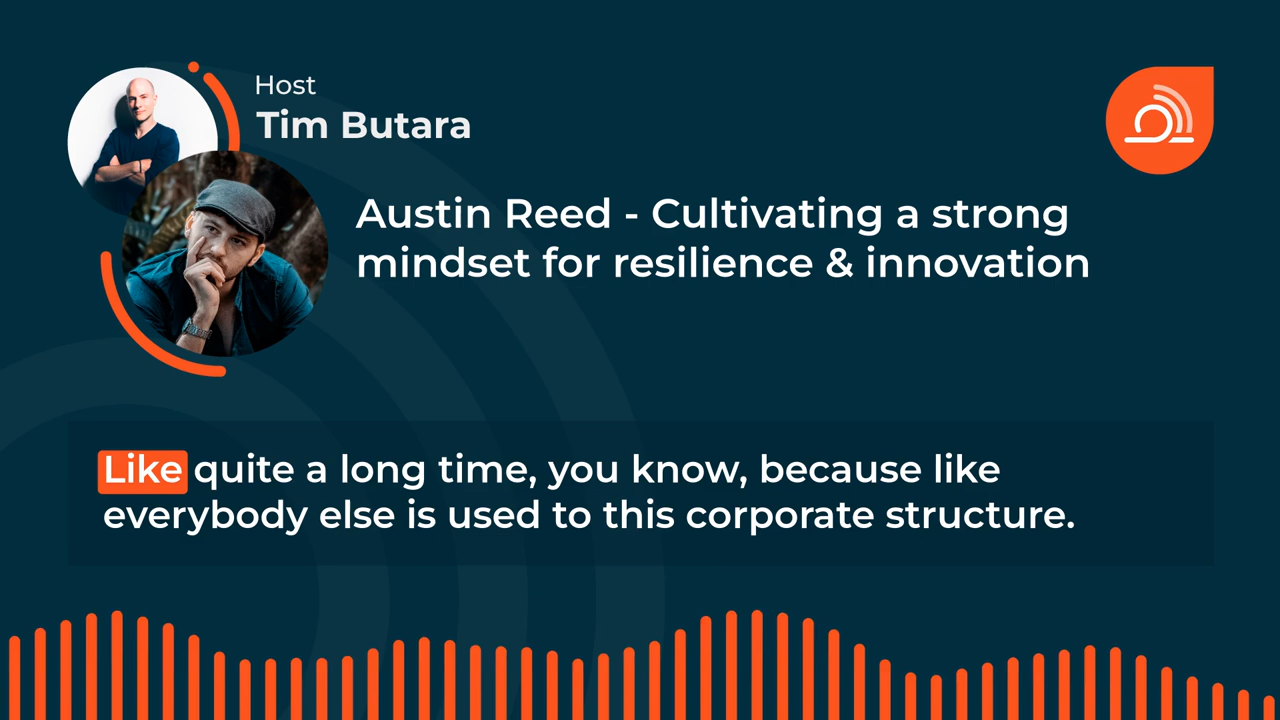 Host
Tim Butara
Austin Reed - Cultivating a strong
mindset for resilience & innovation
Like quite a long time, you know, because like
everybody else is used to this corporate structure.